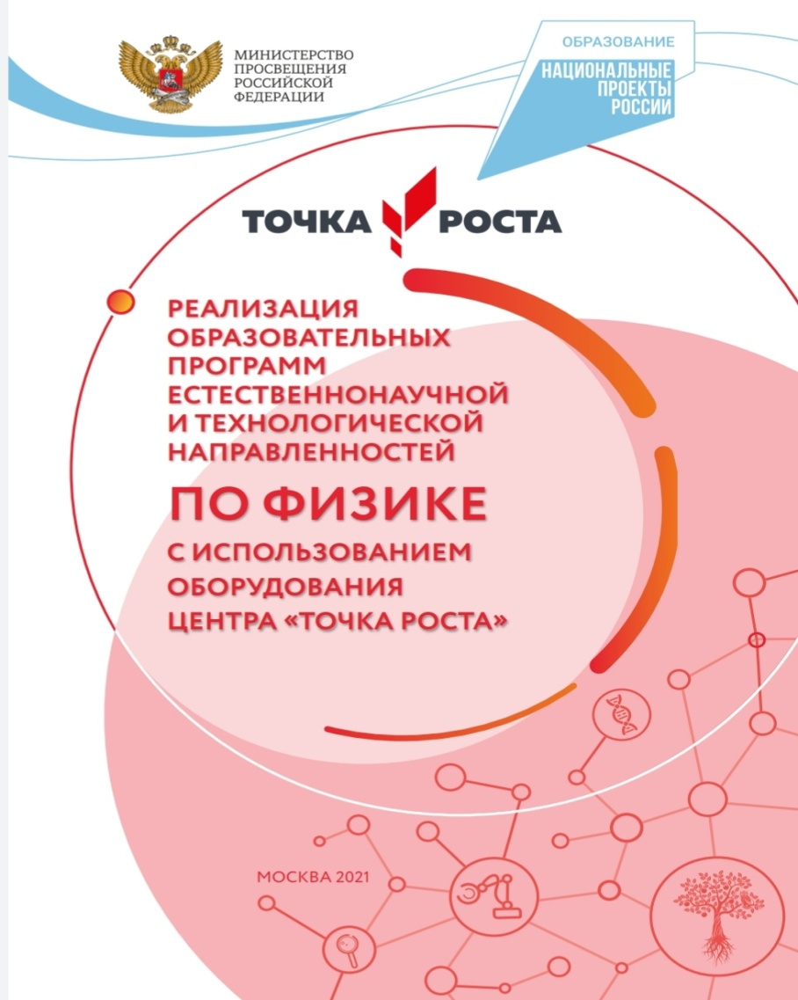 МИНИСТЕРСТВО
ПРОСВЕЩЕНИЯ
РОССИЙСКОЙ
ФЕДЕРАЦИИ
ОБРАЗОВАНИЕ
НАЦИОНАЛЬНЫЕ
ПРОЕКТЫ
РОССИИ
ТОЧКА РОСТА
РЕАЛИЗАЦИЯ
ОБРАЗОВАТЕЛЬНЫХ
ПРОГРАММ
ЕСТЕСТВЕННОНАУЧНОЙ
И ТЕХНОЛОГИЧЕСКОЙ
НАПРАВЛЕННОСТЕЙ
ПО ФИЗИКЕ
С ИСПОЛЬЗОВАНИЕМ
ОБОРУДОВАНИЯ
ЦЕНТРА «ТОЧКА РОСТА»
МОСКВА 2021